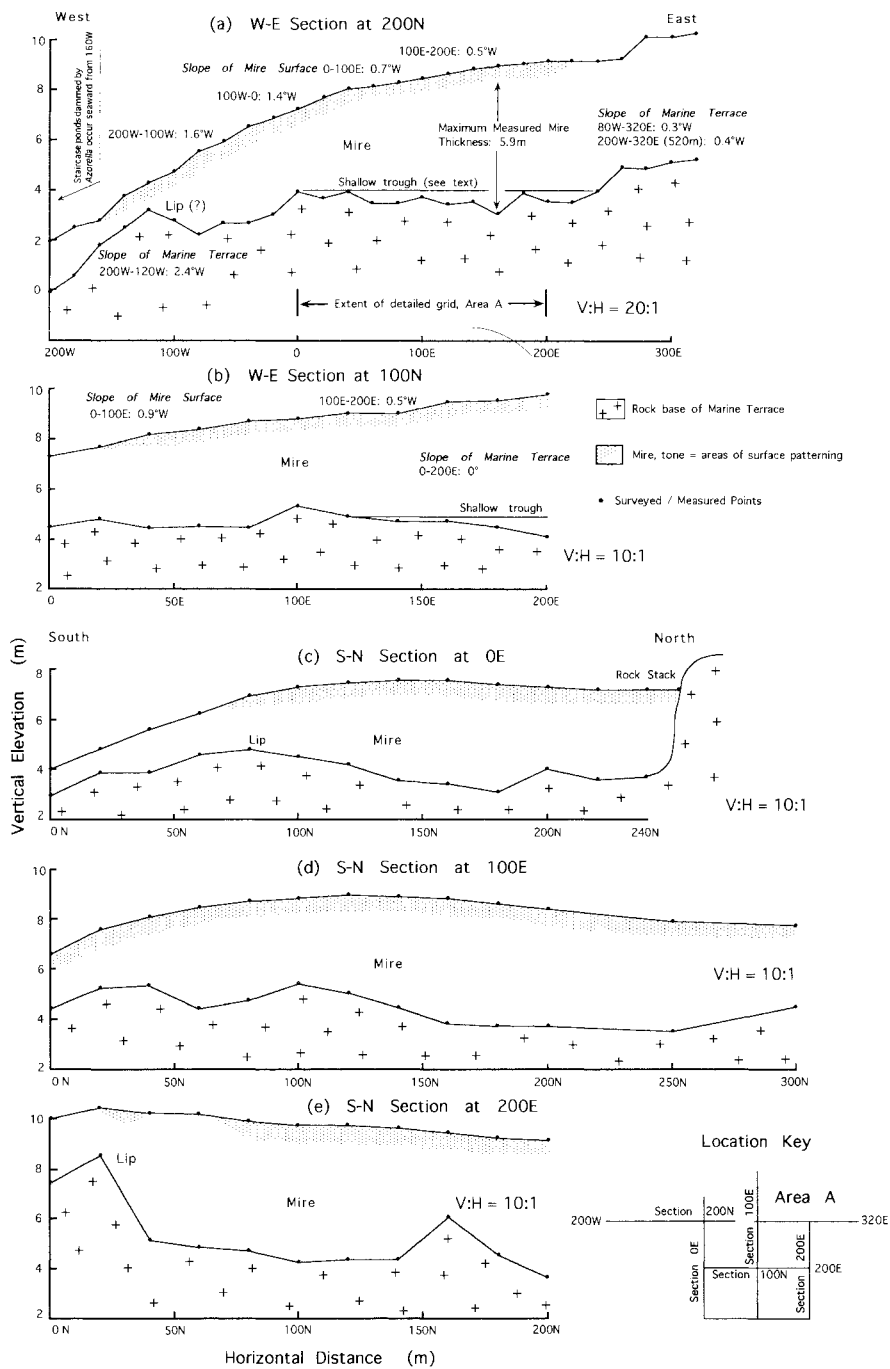 West
(a) W-E Section at 200N
East
Staircase ponds dammed by
Azorella occur seaward from 160W
100E-200E: 0.5°W
Slope of Mire Surface 0-100E: 0.7°W
100W-0: 1.4°W
200W-100W: 1.6°W
Slope of Marine Terrace
80W-320E: 0.3°W
200W-320E (520m): 0.4°W
Maximum Measured Mire
Thickness: 5.9m
Mire
Shallow trough (see text)
Lip (?)
Slope of Marine Terrace
200W-120W: 2.4°W
Extent of detailed grid, Area A
V:H = 20:1
10
8
6
4
2
0
200W 100W 0 100E 200E 300E
(b) W-E Section at 100N
Slope of Mire Surface
0-100E: 0.9°W
100E-200E: 0.5°W
Mire
Slope of Marine Terrace
0-200E: 0°
Shallow trough
V:H = 10:1
10
8
6
4
2
0 50E 100E 150E 200E
Rock base of Marine Terrace
Mire, tone = areas of surface patterning
Surveyed / Measured Points
South
North
(c) S-N Section at 0E
Rock Stack
Lip
Mire
V:H = 10:1
8
6
4
2
0 N 50N 100N 150N 200N 240N
Vertical Elevation (m)
(d) S-N Section at 100E
Mire
V:H = 10:1
10
8
6
4
2
0 N 50N 100N 150N 200N 250N 300N
(e) S-N Section at 200E
Lip
Mire
V:H = 10:1
10
8
6
4
2
0 N 50N 100N 150N 200N
Horizontal Distance (m)
Location Key
Area A
200W
Section 200N
320E
Section 0E
Section 100E
Section 200E
Section 100N
200E